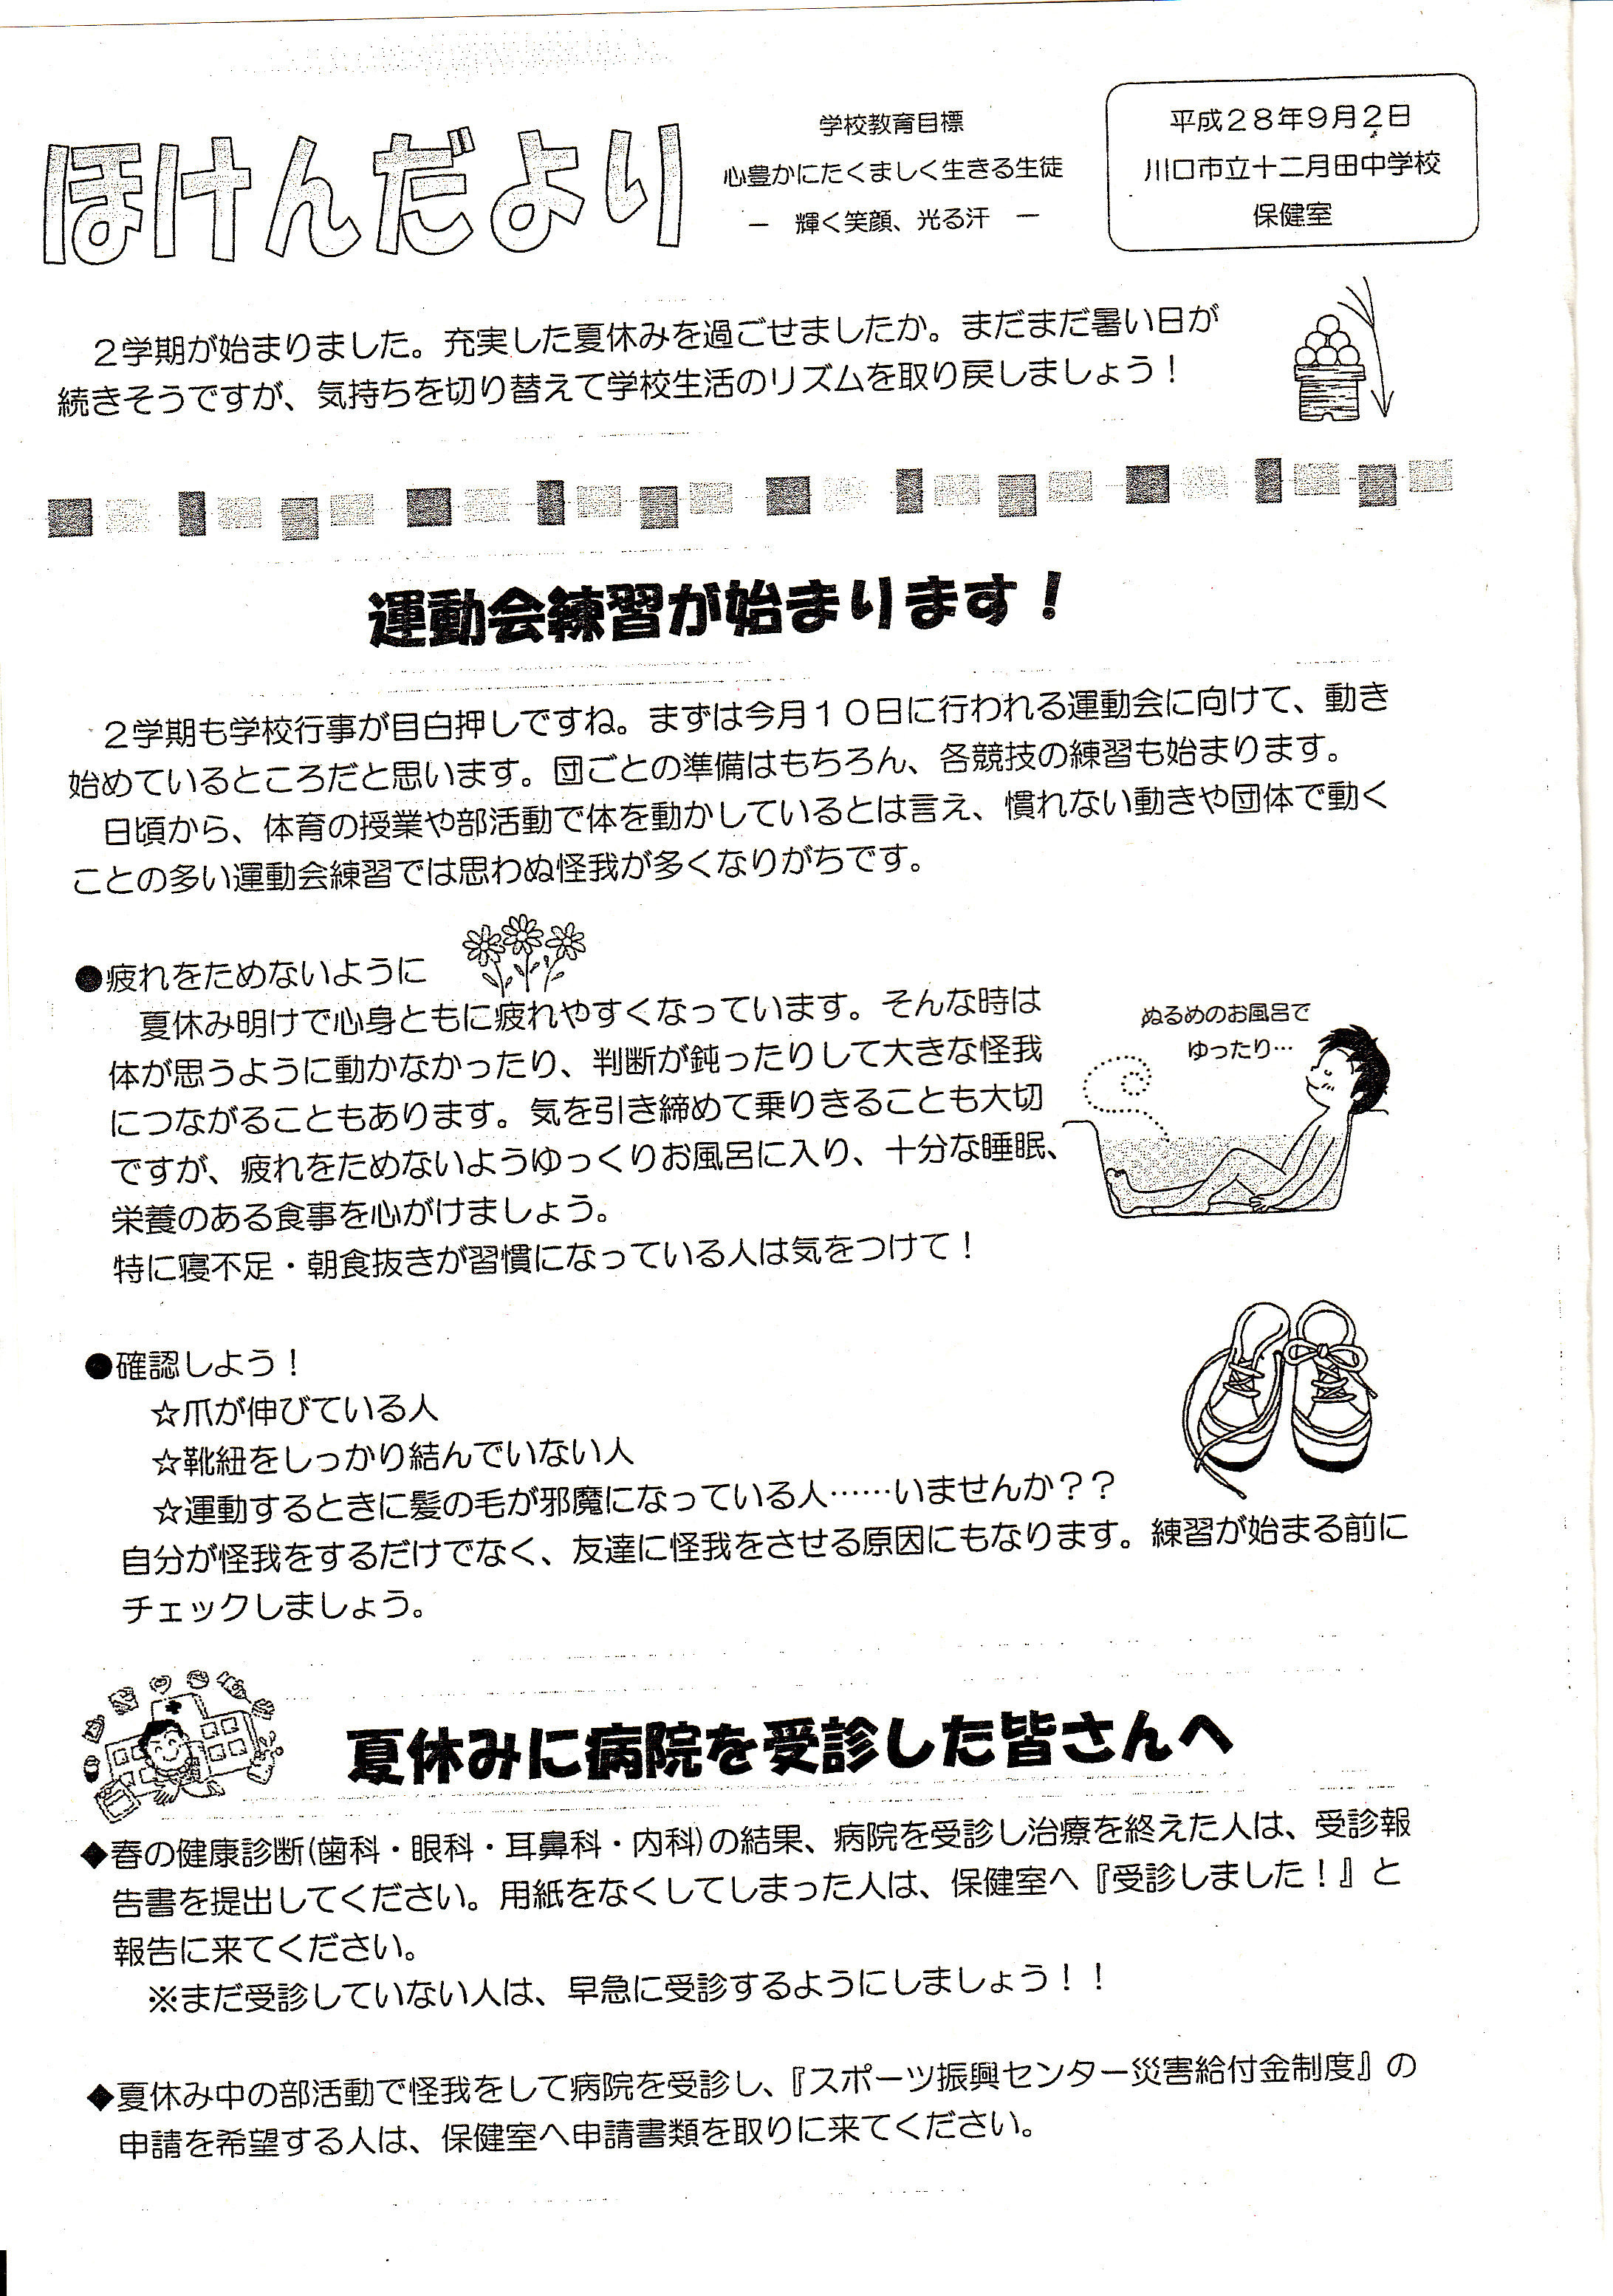 ほけんだより
学校教育目標
心豊かにたくましく生きる生徒
― 輝く笑顔、光る汗 ―
平成28年9月2日
川口市立十二月田中学校
保健室
2学期が始まりました。充実した夏休みを過ごせましたか。まだまだ暑い日が
続きそうですが、気持ちを切り替えて学校生活のリズムを取り戻しましょう！
運動会練習が始まります！
2学期も学校行事が目白押しですね。まずは今月10日に行われる運動会に向けて、動き
始めているところだと思います。団ごとの準備はもちろん、各競技の練習も始まります。
日頃から、体育の授業や部活動で体を動かしているとは言え、慣れない動きや団体で動く
ことの多い運動会練習では思わぬ怪我が多くなりがちです。
●疲れをためないように
夏休み明けで心身ともに疲れやすくなっています。そんな時は
体が思うように動かなかったり、判断が鈍ったりして大きな怪我
につながることもあります。気を引き締めて乗りきることも大切
ですが、疲れをためないようゆっくりお風呂に入り、十分な睡眠、
栄養のある食事を心がけましょう。
特に寝不足・朝食抜きが習慣になっている人は気をつけて！
ぬるめのお風呂で
ゆったり…
●確認しよう！
☆爪が伸びている人
☆靴紐をしっかり結んでいない人
☆運動するときに髪の毛が邪魔になっている人……いませんか？？
自分が怪我をするだけでなく、友達に怪我をさせる原因にもなります。練習が始まる前に
チェックしましょう。
夏休みに病院を受診した皆さんへ
◆春の健康診断(歯科・眼科・耳鼻科・内科)の結果、病院を受診し治療を終えた人は、受診報
告書を提出してください。用紙をなくしてしまった人は、保健室へ『受診しました！』と
報告に来てください。
※まだ受診していない人は、早急に受診するようにしましょう！！
◆夏休み中の部活動で怪我をして病院を受診し、『スポーツ振興センター災害給付金制度』の
申請を希望する人は、保健室へ申請書類を取りに来てください。